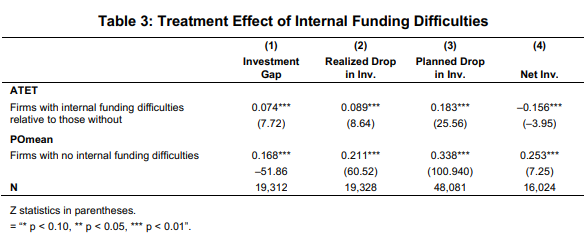 Table 3: Treatment Effect of Internal Funding Difficulties
(1) (2) (3) (4)
Investment Realized Drop Planned Drop Net Inv.
Gap in Inv. in Inv.
ATET
Firms with internal funding difficulties 0.074*** 0.089*** 0.183*** –0.156***
relative to those without (7.72) (8.64) (25.56) (–3.95)
POmean
Firms with no internal funding difficulties 0.168*** 0.211*** 0.338*** 0.253***
–51.86 (60.52) (100.940) (7.25)
N 19,312 19,328 48,081 16,024
Z statistics in parentheses.
= “* p < 0.10, ** p < 0.05, *** p < 0.01”.